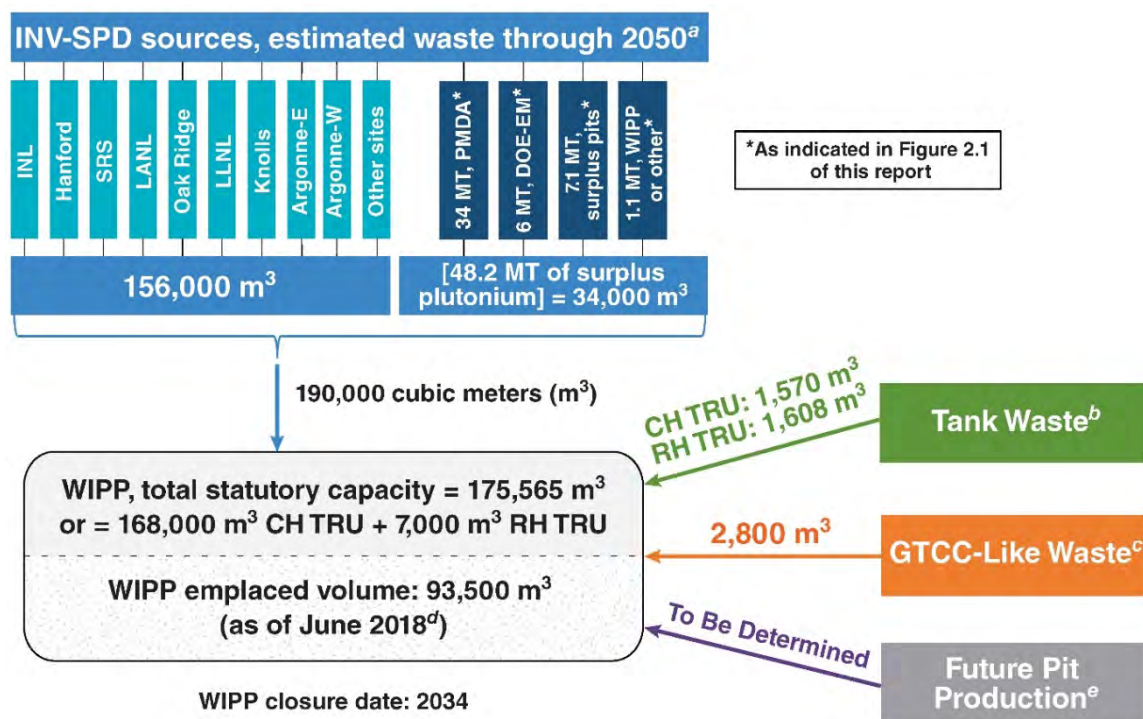 INV-SPD sources, estimated waste through 2050ᵃ
INL
Hanford
SRS
LANL
Oak Ridge
LLNL
Knolls
Argonne-E
Argonne-W
Other sites
34 MT, PMDA*
6 MT, DOE-EM*
7.1 MT,
surplus pits*
1.1 MT, WIPP
or other*
*As indicated in Figure 2.1
of this report
156,000 m³
[48.2 MT of surplus
plutonium] = 34,000 m³
190,000 cubic meters (m³)
CH TRU: 1,570 m³
RH TRU: 1,608 m³
Tank Wasteᵇ
WIPP, total statutory capacity = 175,565 m³
or = 168,000 m³ CH TRU + 7,000 m³ RH TRU
2,800 m³
GTCC-Like Wasteᶜ
WIPP emplaced volume: 93,500 m³
(as of June 2018ᵈ)
To Be Determined
Future Pit
Productionᵉ
WIPP closure date: 2034